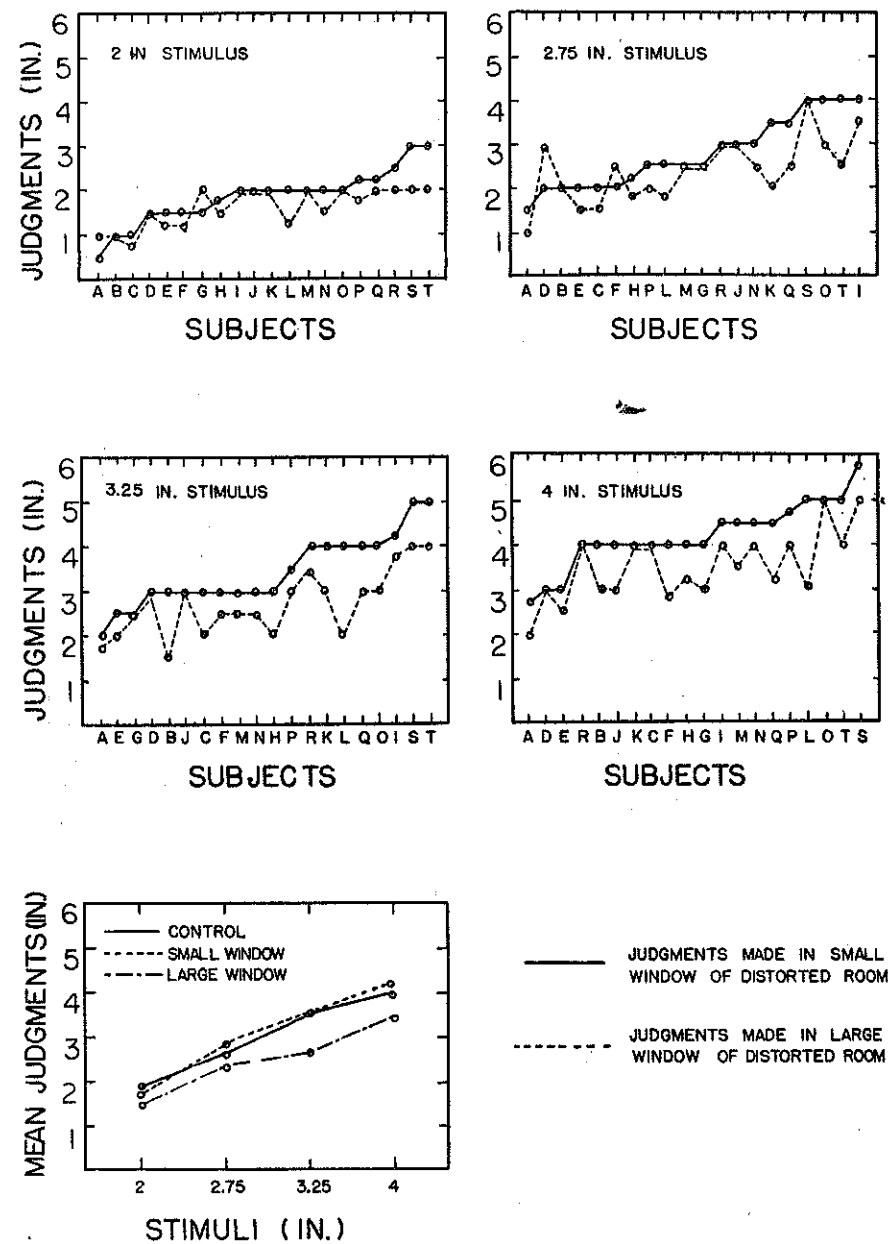 6
5
4
3
2
1
JUDGMENTS (IN.)
2 IN STIMULUS
A B C D E F G H I J K L M N O P Q R S T
SUBJECTS
6
5
4
3
2
1
2.75 IN. STIMULUS
A D B E C F H P L M G R J N K Q S O T I
SUBJECTS
6
5
4
3
2
1
JUDGMENTS (IN.)
3.25 IN. STIMULUS
A E G D B J C F M N H P R K L Q O I S T
SUBJECTS
6
5
4
3
2
1
4 IN. STIMULUS
A D E R B J K C F H G I M N Q P L O T S
SUBJECTS
6
5
4
3
2
1
MEAN JUDGMENTS (IN)
CONTROL
SMALL WINDOW
LARGE WINDOW
2 2.75 3.25 4
STIMULI (IN.)
JUDGMENTS MADE IN SMALL
WINDOW OF DISTORTED ROOM
JUDGMENTS MADE IN LARGE
WINDOW OF DISTORTED ROOM